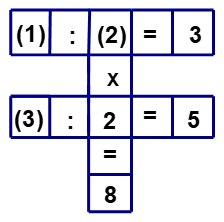 (1) : (2) = 3
x
(3) : 2 = 5
=
8